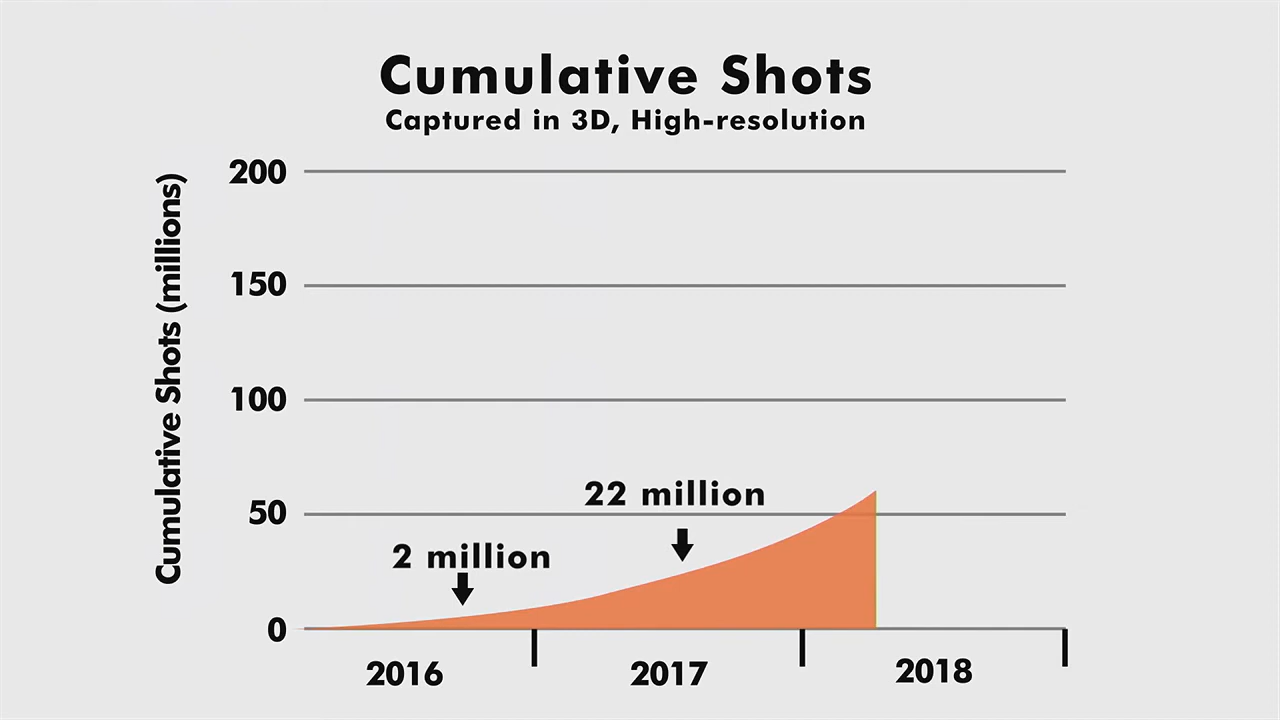 Cumulative Shots
Captured in 3D, High-resolution
Cumulative Shots (millions)
200
150
100
50
0
22 million
2 million
2016
2017
2018